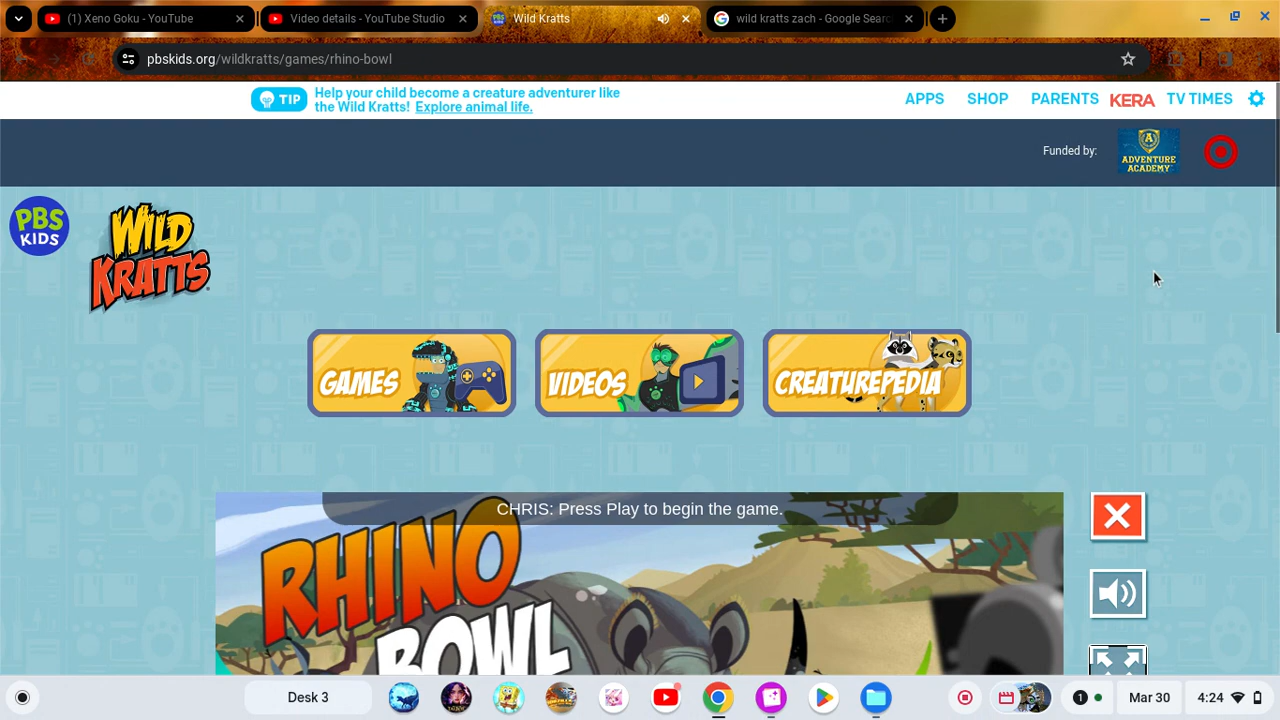 (1) Xeno Goku - YouTube
Video details - YouTube Studio
Wild Kratts
wild kratts zach - Google Searc
pbskids.org/wildkratts/games/rhino-bowl
TIP
Help your child become a creature adventurer like
the Wild Kratts! Explore animal life.
APPS
SHOP
PARENTS
KERA
TV TIMES
Funded by:
A
ADVENTURE
ACADEMY
PBS
KIDS
WILD
KRATTS
GAMES
VIDEOS
CREATUREPEDIA
CHRIS: Press Play to begin the game.
RHINO
BOWL
Desk 3
1
Mar 30
4:24